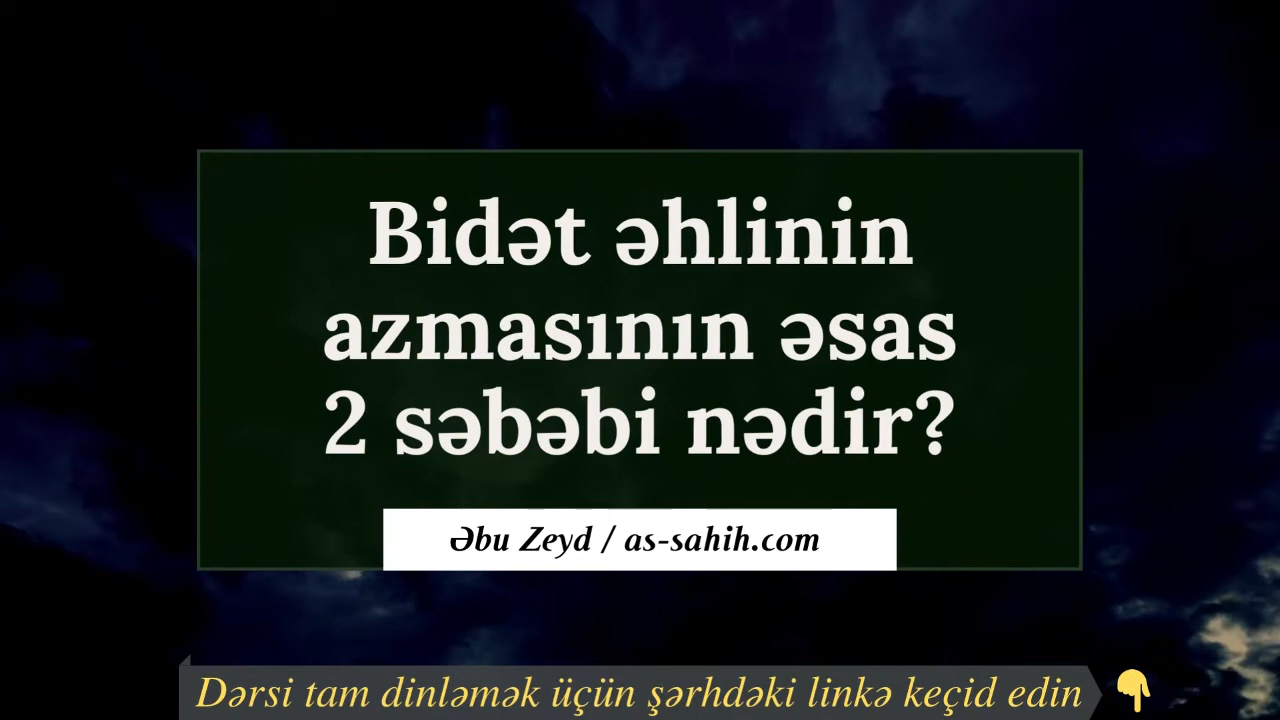 Bidət əhlinin
azmasının əsas
2 səbəbi nədir?
Əbu Zeyd / as-sahih.com
Dərsi tam dinləmək üçün şərhdəki linkə keçid edin